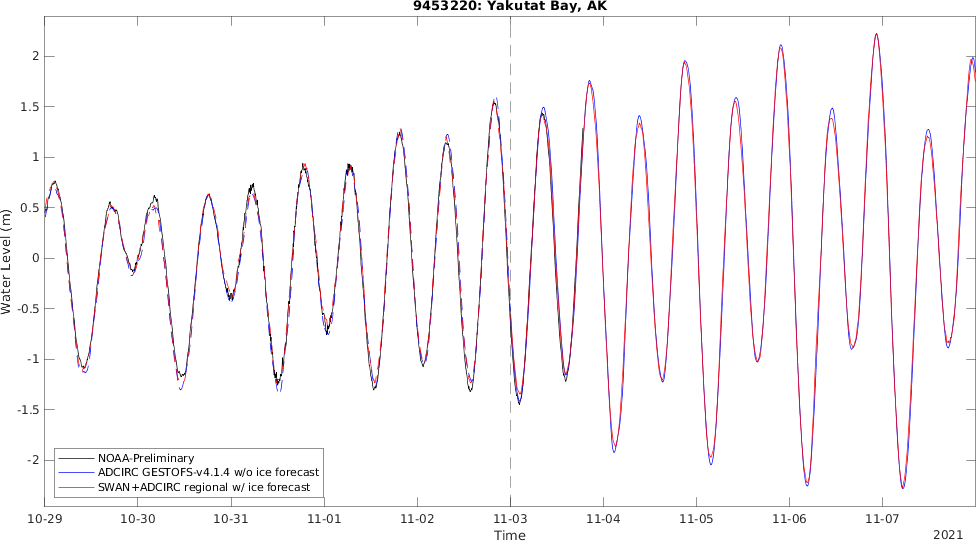 9453220: Yakutat Bay, AK
Water Level (m)
2
1.5
1
0.5
0
-0.5
-1
-1.5
-2
NOAA-Preliminary
ADCIRC GESTOFS-v4.1.4 w/o ice forecast
SWAN+ADCIRC regional w/ ice forecast
10-29 10-30 10-31 11-01 11-02 11-03 11-04 11-05 11-06 11-07
Time
2021